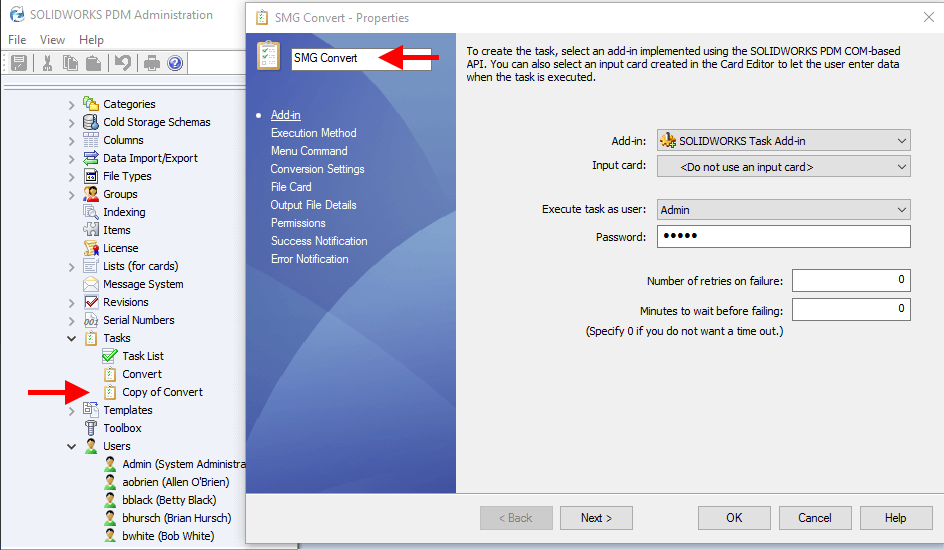 SOLIDWORKS PDM Administration
File View Help
Categories
Cold Storage Schemas
Columns
Data Import/Export
File Types
Groups
Indexing
Items
License
Lists (for cards)
Message System
Revisions
001 Serial Numbers
Tasks
Task List
Convert
Copy of Convert
Templates
Toolbox
Users
Admin (System Administra
aobrien (Allen O'Brien)
bblack (Betty Black)
bhursch (Brian Hursch)
bwhite (Bob White)
SMG Convert - Properties
SMG Convert
Add-in
Execution Method
Menu Command
Conversion Settings
File Card
Output File Details
Permissions
Success Notification
Error Notification
To create the task, select an add-in implemented using the SOLIDWORKS PDM COM-based
API. You can also select an input card created in the Card Editor to let the user enter data
when the task is executed.
Add-in: SOLIDWORKS Task Add-in
Input card: <Do not use an input card>
Execute task as user: Admin
Password: •••••
Number of retries on failure: 0
Minutes to wait before failing: 0
(Specify 0 if you do not want a time out.)
< Back Next > OK Cancel Help